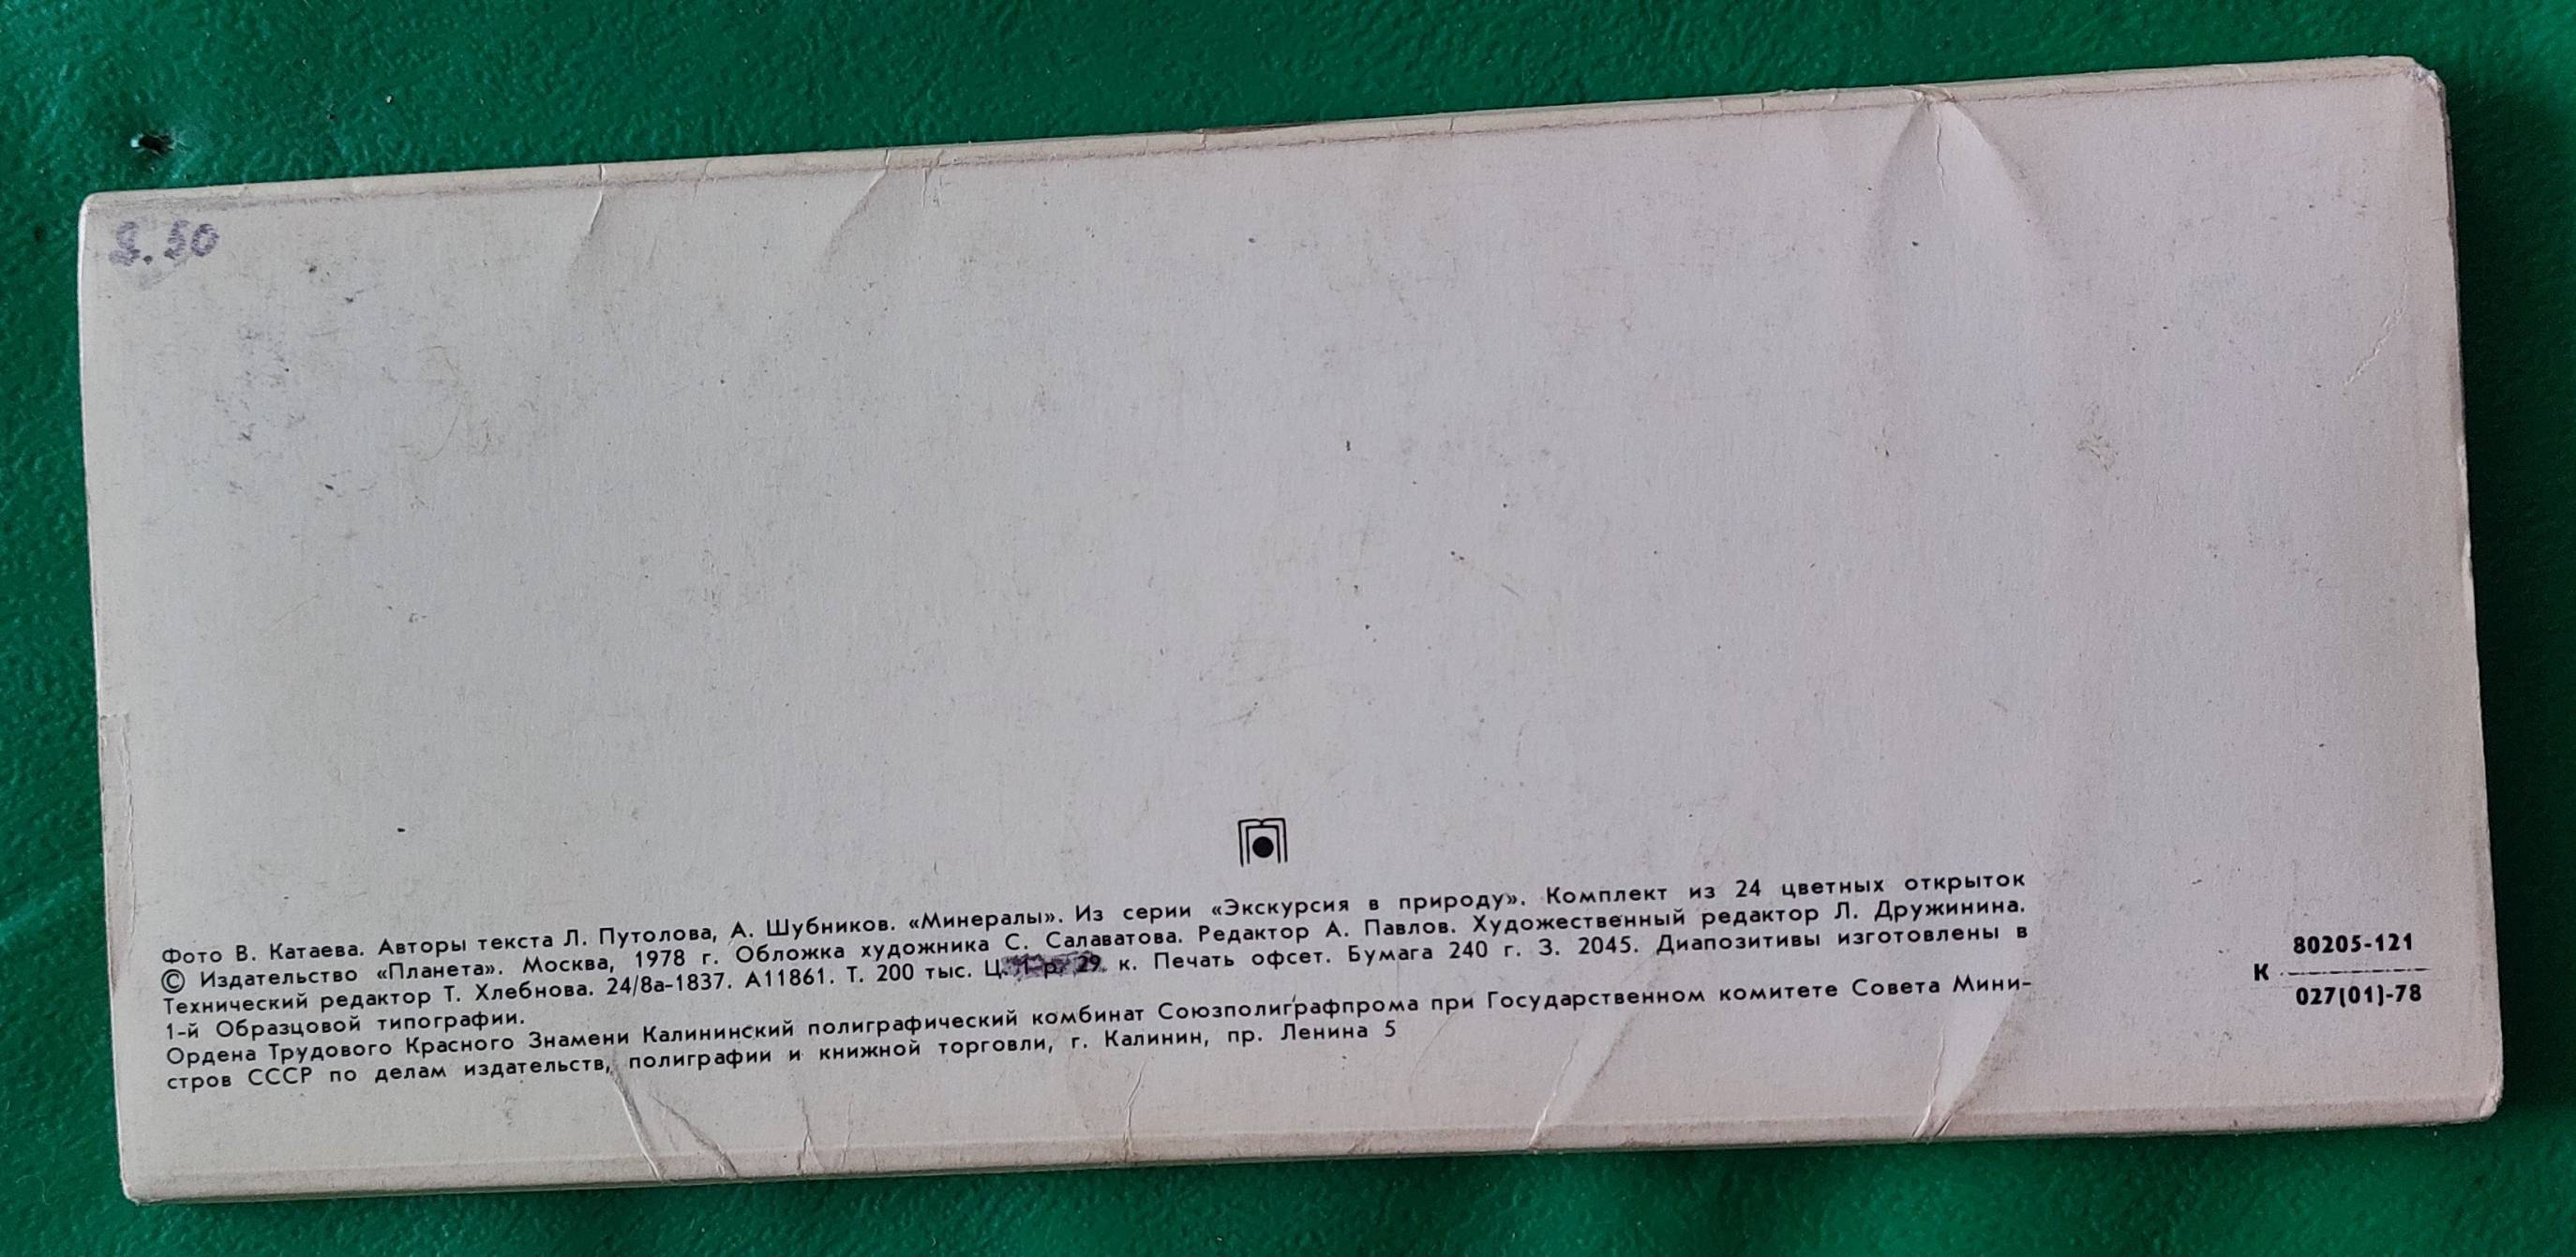 Фото В. Катаева. Авторы текста Л. Путолова, А. Шубников. «Минералы». Из серии «Экскурсия в природу». Комплект из 24 цветных открыток
© Издательство «Планета». Москва, 1978 г. Обложка художника С. Салаватова. Редактор А. Павлов. Художественный редактор Л. Дружинина.
Технический редактор Т. Хлебнова. 24/8а-1837. А11861. Т. 200 тыс. Ц. 1 р. 29 к. Печать офсет. Бумага 240 г. З. 2045. Диапозитивы изготовлены в
1-й Образцовой типографии.
Ордена Трудового Красного Знамени Калининский полиграфический комбинат Союзполиграфпрома при Государственном комитете Совета Мини-
стров СССР по делам издательств, полиграфии и книжной торговли, г. Калинин, пр. Ленина 5
80205-121
К
027(01)-78